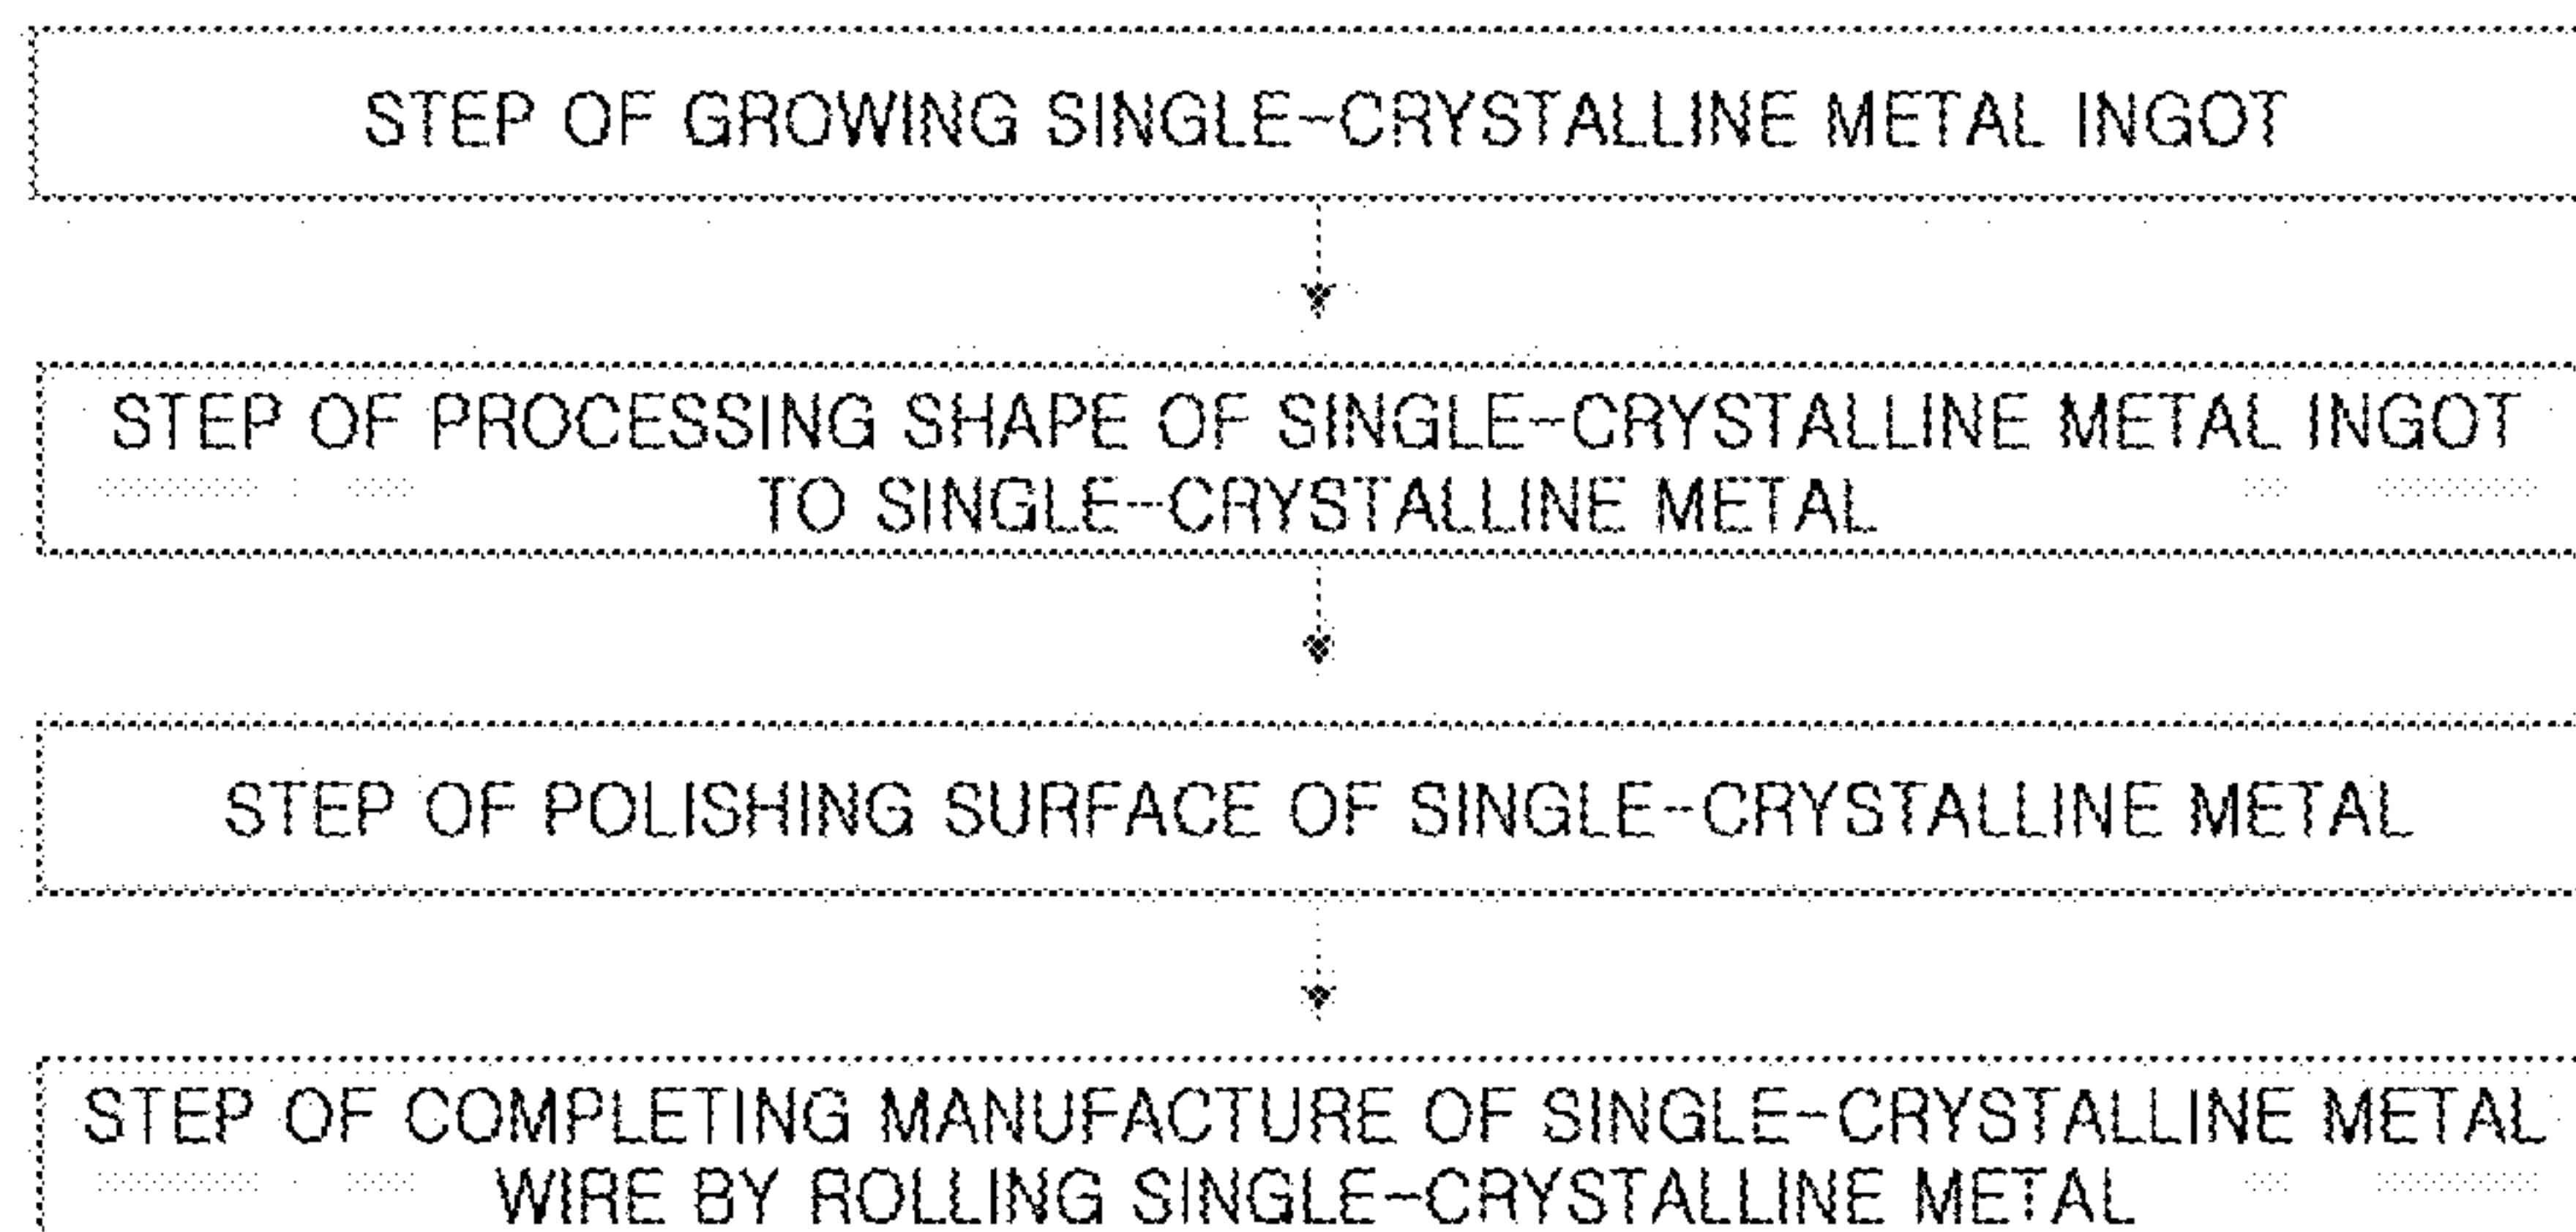 STEP OF GROWING SINGLE-CRYSTALLINE METAL INGOT
STEP OF PROCESSING SHAPE OF SINGLE-CRYSTALLINE METAL INGOT
TO SINGLE-CRYSTALLINE METAL
STEP OF POLISHING SURFACE OF SINGLE-CRYSTALLINE METAL
STEP OF COMPLETING MANUFACTURE OF SINGLE-CRYSTALLINE METAL
WIRE BY ROLLING SINGLE-CRYSTALLINE METAL